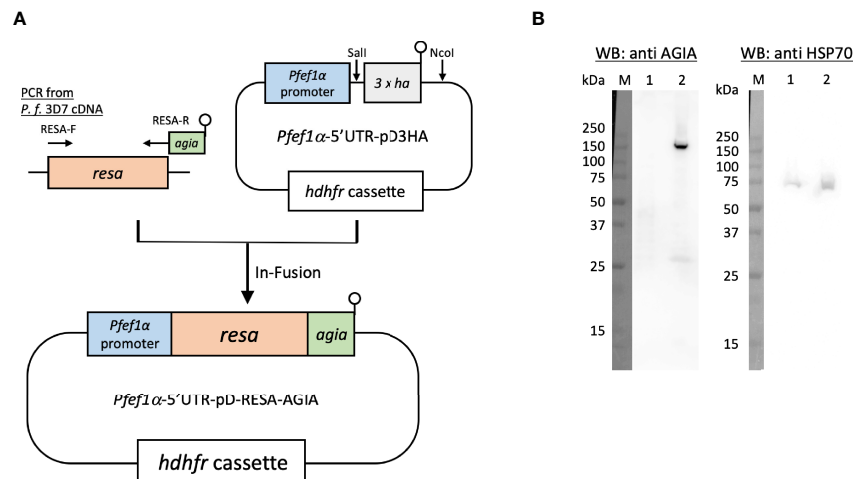 A
PCR from
P. f. 3D7 cDNA
RESA-F
RESA-R
agia
resa
SalI
NcoI
Pfef1α
promoter
3 x ha
Pfef1α-5′UTR-pD3HA
hdhfr cassette
In-Fusion
Pfef1α
promoter
resa
agia
Pfef1α-5′UTR-pD-RESA-AGIA
hdhfr cassette
B
WB: anti AGIA
kDa M 1 2
250
150
100
75
50
37
25
15
WB: anti HSP70
kDa M 1 2
250
150
100
75
50
37
25
15